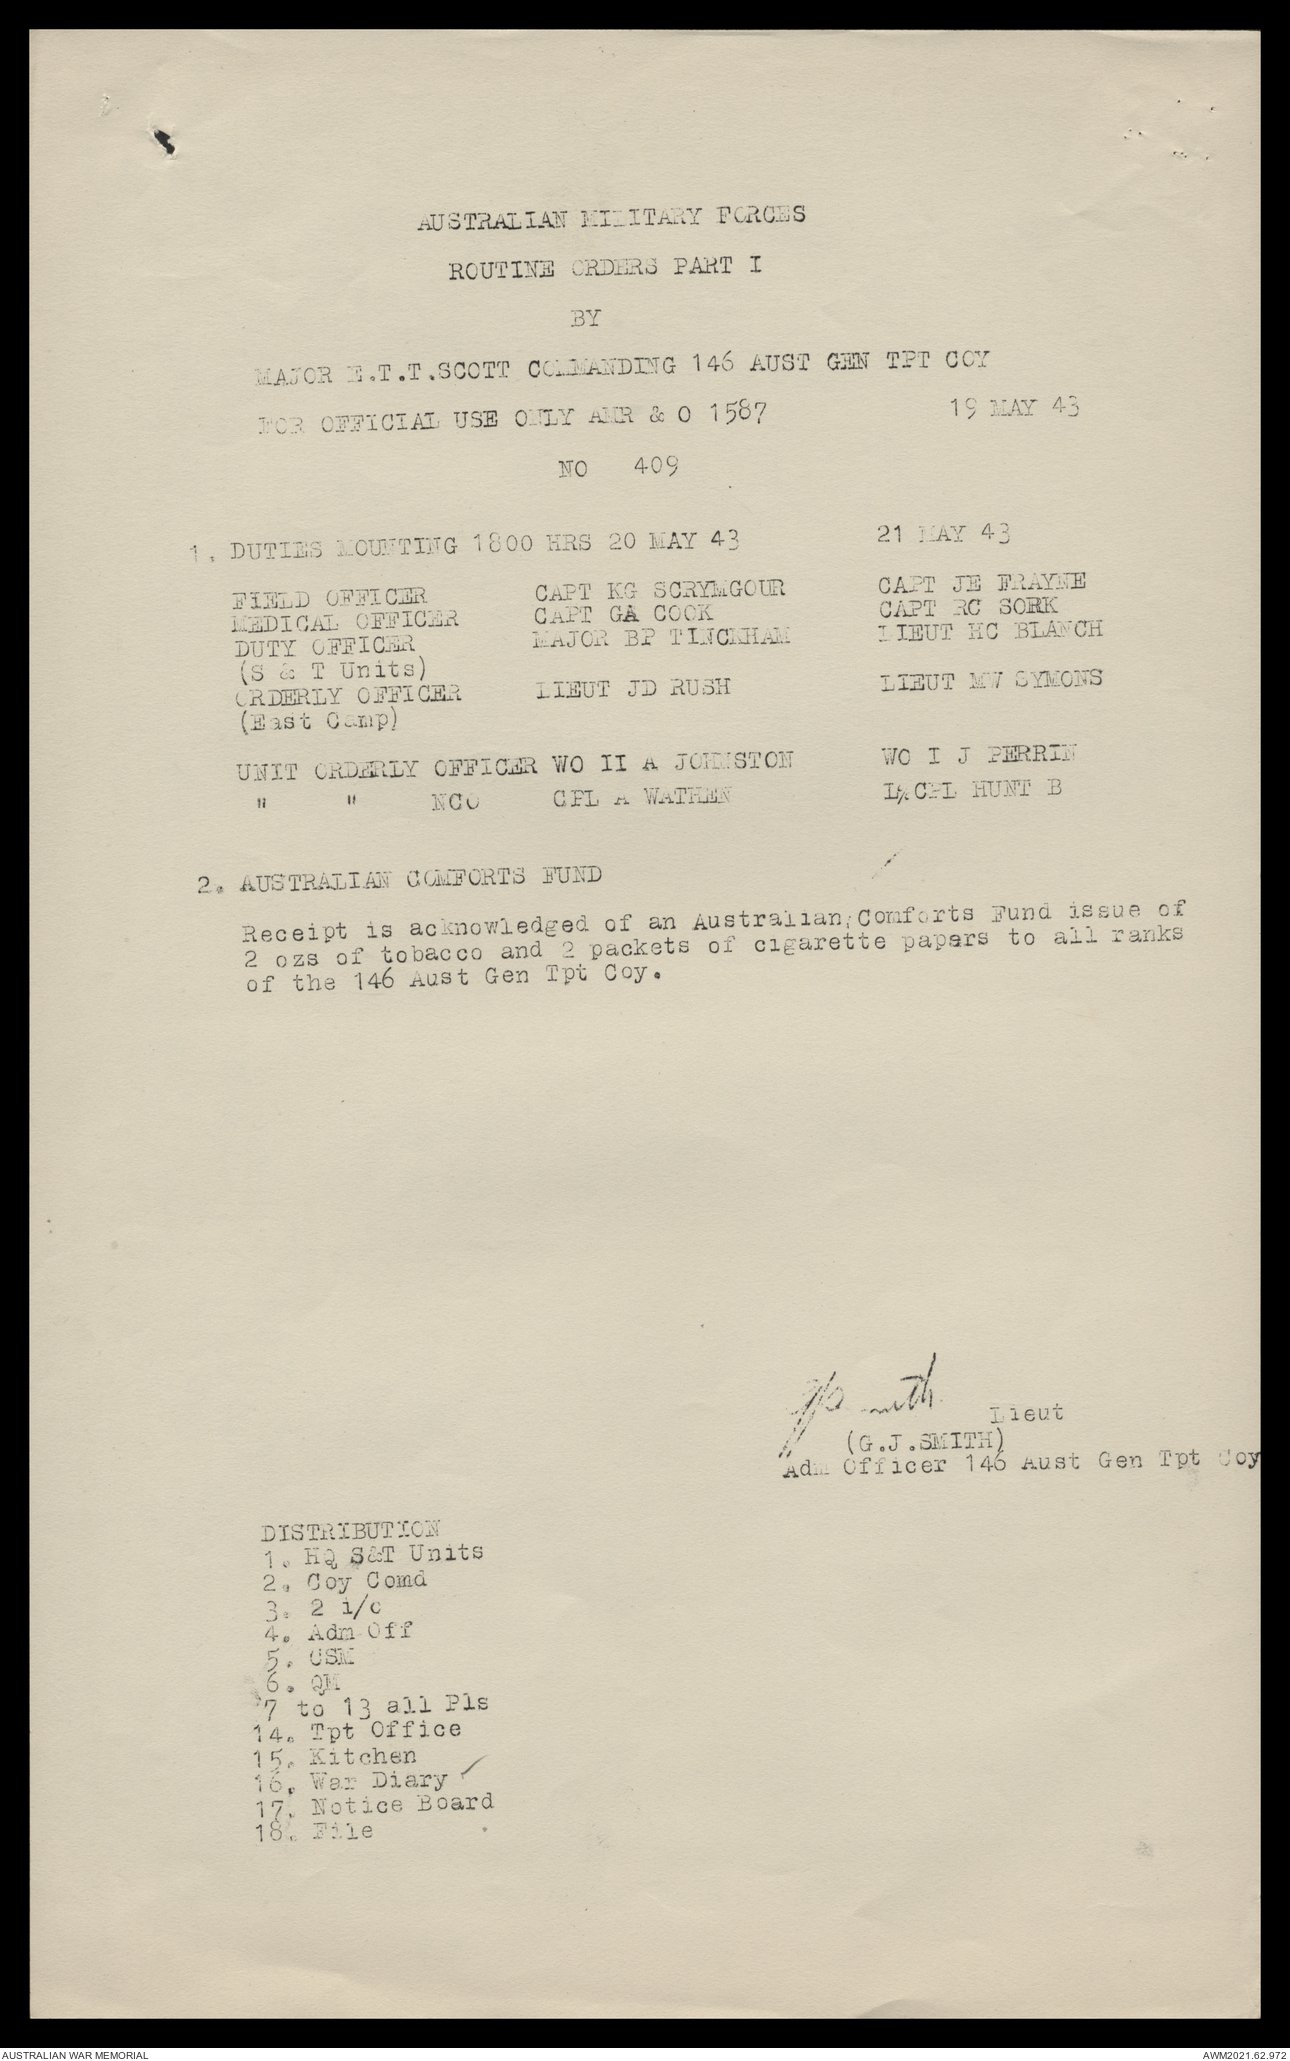 AUSTRALIAN MILITARY FORCES
ROUTINE ORDERS PART I
BY
MAJOR E.T.T.SCOTT COMMANDING 146 AUST GEN TPT COY
FOR OFFICIAL USE ONLY AMR & O 1587 19 MAY 43
NO 409
1. DUTIES MOUNTING 1800 HRS 20 MAY 43 21 MAY 43
FIELD OFFICER CAPT KG SCRYMGOUR CAPT JE FRAYNE
MEDICAL OFFICER CAPT GA COOK CAPT RC SORK
DUTY OFFICER MAJOR BP TINCKHAM LIEUT HC BLANCH
(S & T Units)
ORDERLY OFFICER LIEUT JD RUSH LIEUT MW SYMONS
(East Camp)
UNIT ORDERLY OFFICER WO II A JOHNSTON WO I J PERRIN
" " NCO CPL A WATHEN L/CPL HUNT B
2. AUSTRALIAN COMFORTS FUND
Receipt is acknowledged of an Australian Comforts Fund issue of
2 ozs of tobacco and 2 packets of cigarette papers to all ranks
of the 146 Aust Gen Tpt Coy.
GJSmith Lieut
(G.J.SMITH)
Adm Officer 146 Aust Gen Tpt Coy
DISTRIBUTION
1. HQ S&T Units
2. Coy Comd
3. 2 i/c
4. Adm Off
5. CSM
6. QM
7 to 13 all Pls
14. Tpt Office
15. Kitchen
16. War Diary ✓
17. Notice Board
18. File
AUSTRALIAN WAR MEMORIAL AWM2021.62.972